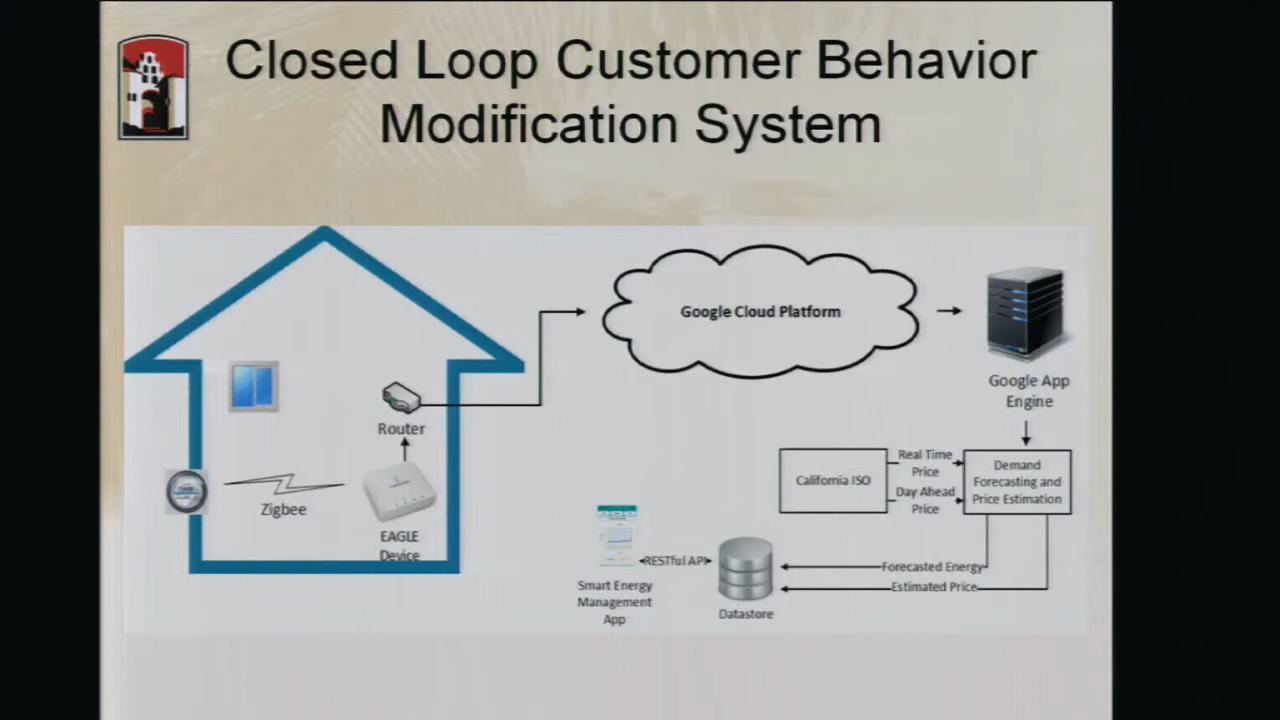 Closed Loop Customer Behavior
Modification System
Google Cloud Platform
Google App
Engine
Router
Zigbee
EAGLE
Device
California ISO
Real Time
Price
Day Ahead
Price
Demand
Forecasting and
Price Estimation
Forecasted Energy
Estimated Price
RESTful API
Smart Energy
Management
App
Datastore